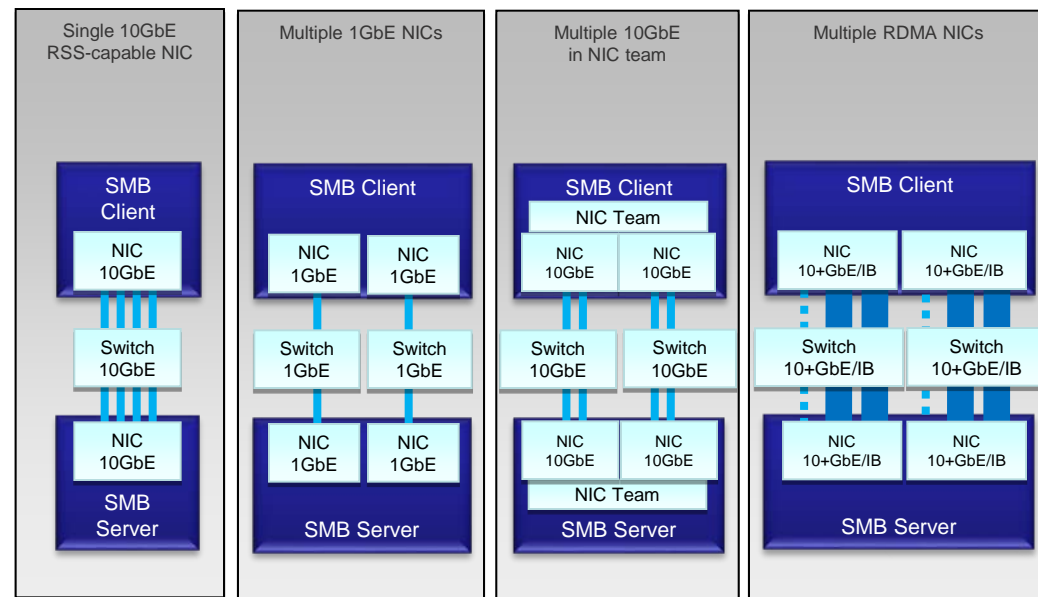 Single 10GbE
RSS-capable NIC
SMB
Client
NIC
10GbE
Switch
10GbE
NIC
10GbE
SMB
Server
Multiple 1GbE NICs
SMB Client
NIC
1GbE
NIC
1GbE
Switch
1GbE
Switch
1GbE
NIC
1GbE
NIC
1GbE
SMB Server
Multiple 10GbE
in NIC team
SMB Client
NIC Team
NIC
10GbE
NIC
10GbE
Switch
10GbE
Switch
10GbE
NIC
10GbE
NIC
10GbE
NIC Team
SMB Server
Multiple RDMA NICs
SMB Client
NIC
10+GbE/IB
NIC
10+GbE/IB
Switch
10+GbE/IB
Switch
10+GbE/IB
NIC
10+GbE/IB
NIC
10+GbE/IB
SMB Server